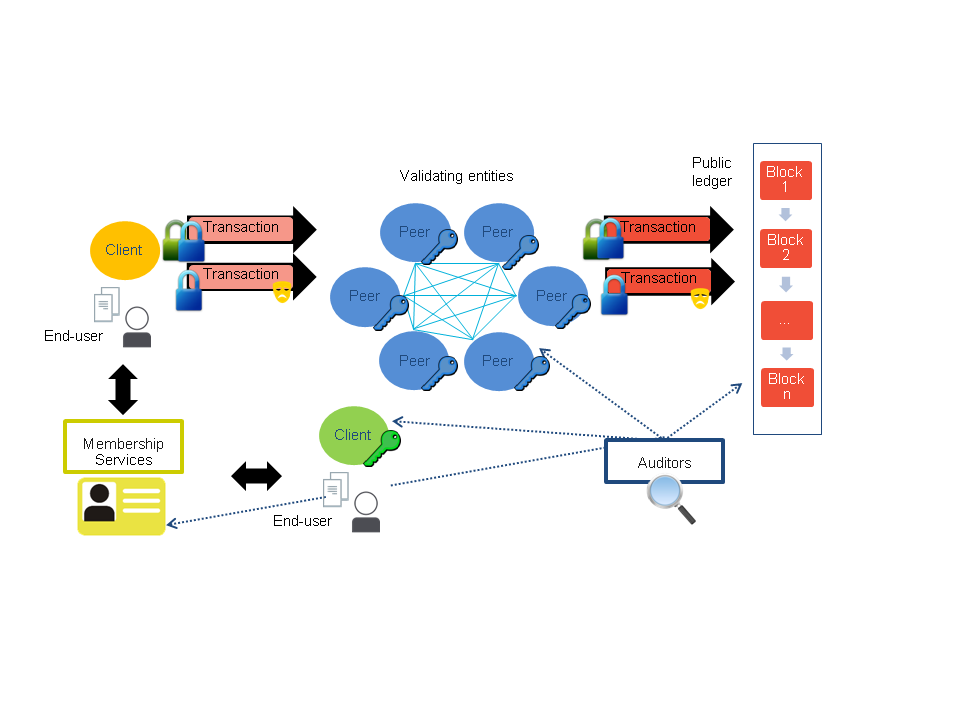 Public
ledger
Validating entities
Block
1
Transaction
Transaction
Peer
Peer
Client
Block
2
Transaction
Transaction
Peer
Peer
...
End-user
Peer
Peer
Block
n
Client
Membership
Services
Auditors
End-user